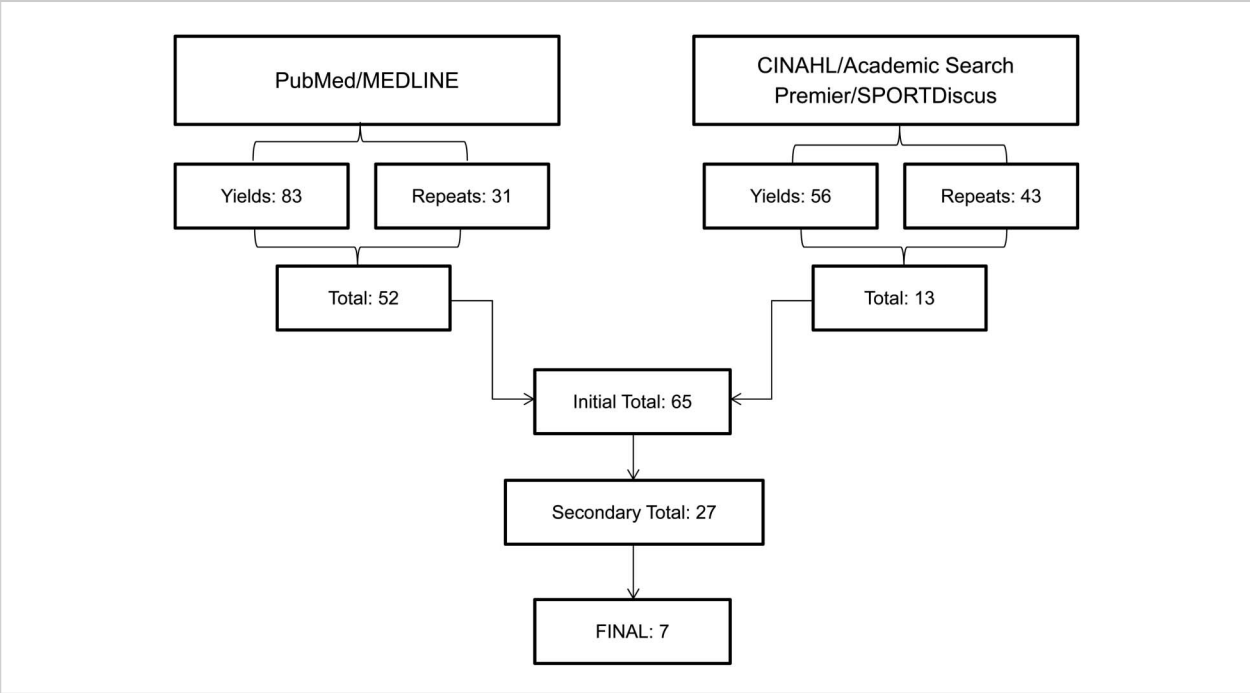 PubMed/MEDLINE
CINAHL/Academic Search
Premier/SPORTDiscus
Yields: 83
Repeats: 31
Yields: 56
Repeats: 43
Total: 52
Total: 13
Initial Total: 65
Secondary Total: 27
FINAL: 7